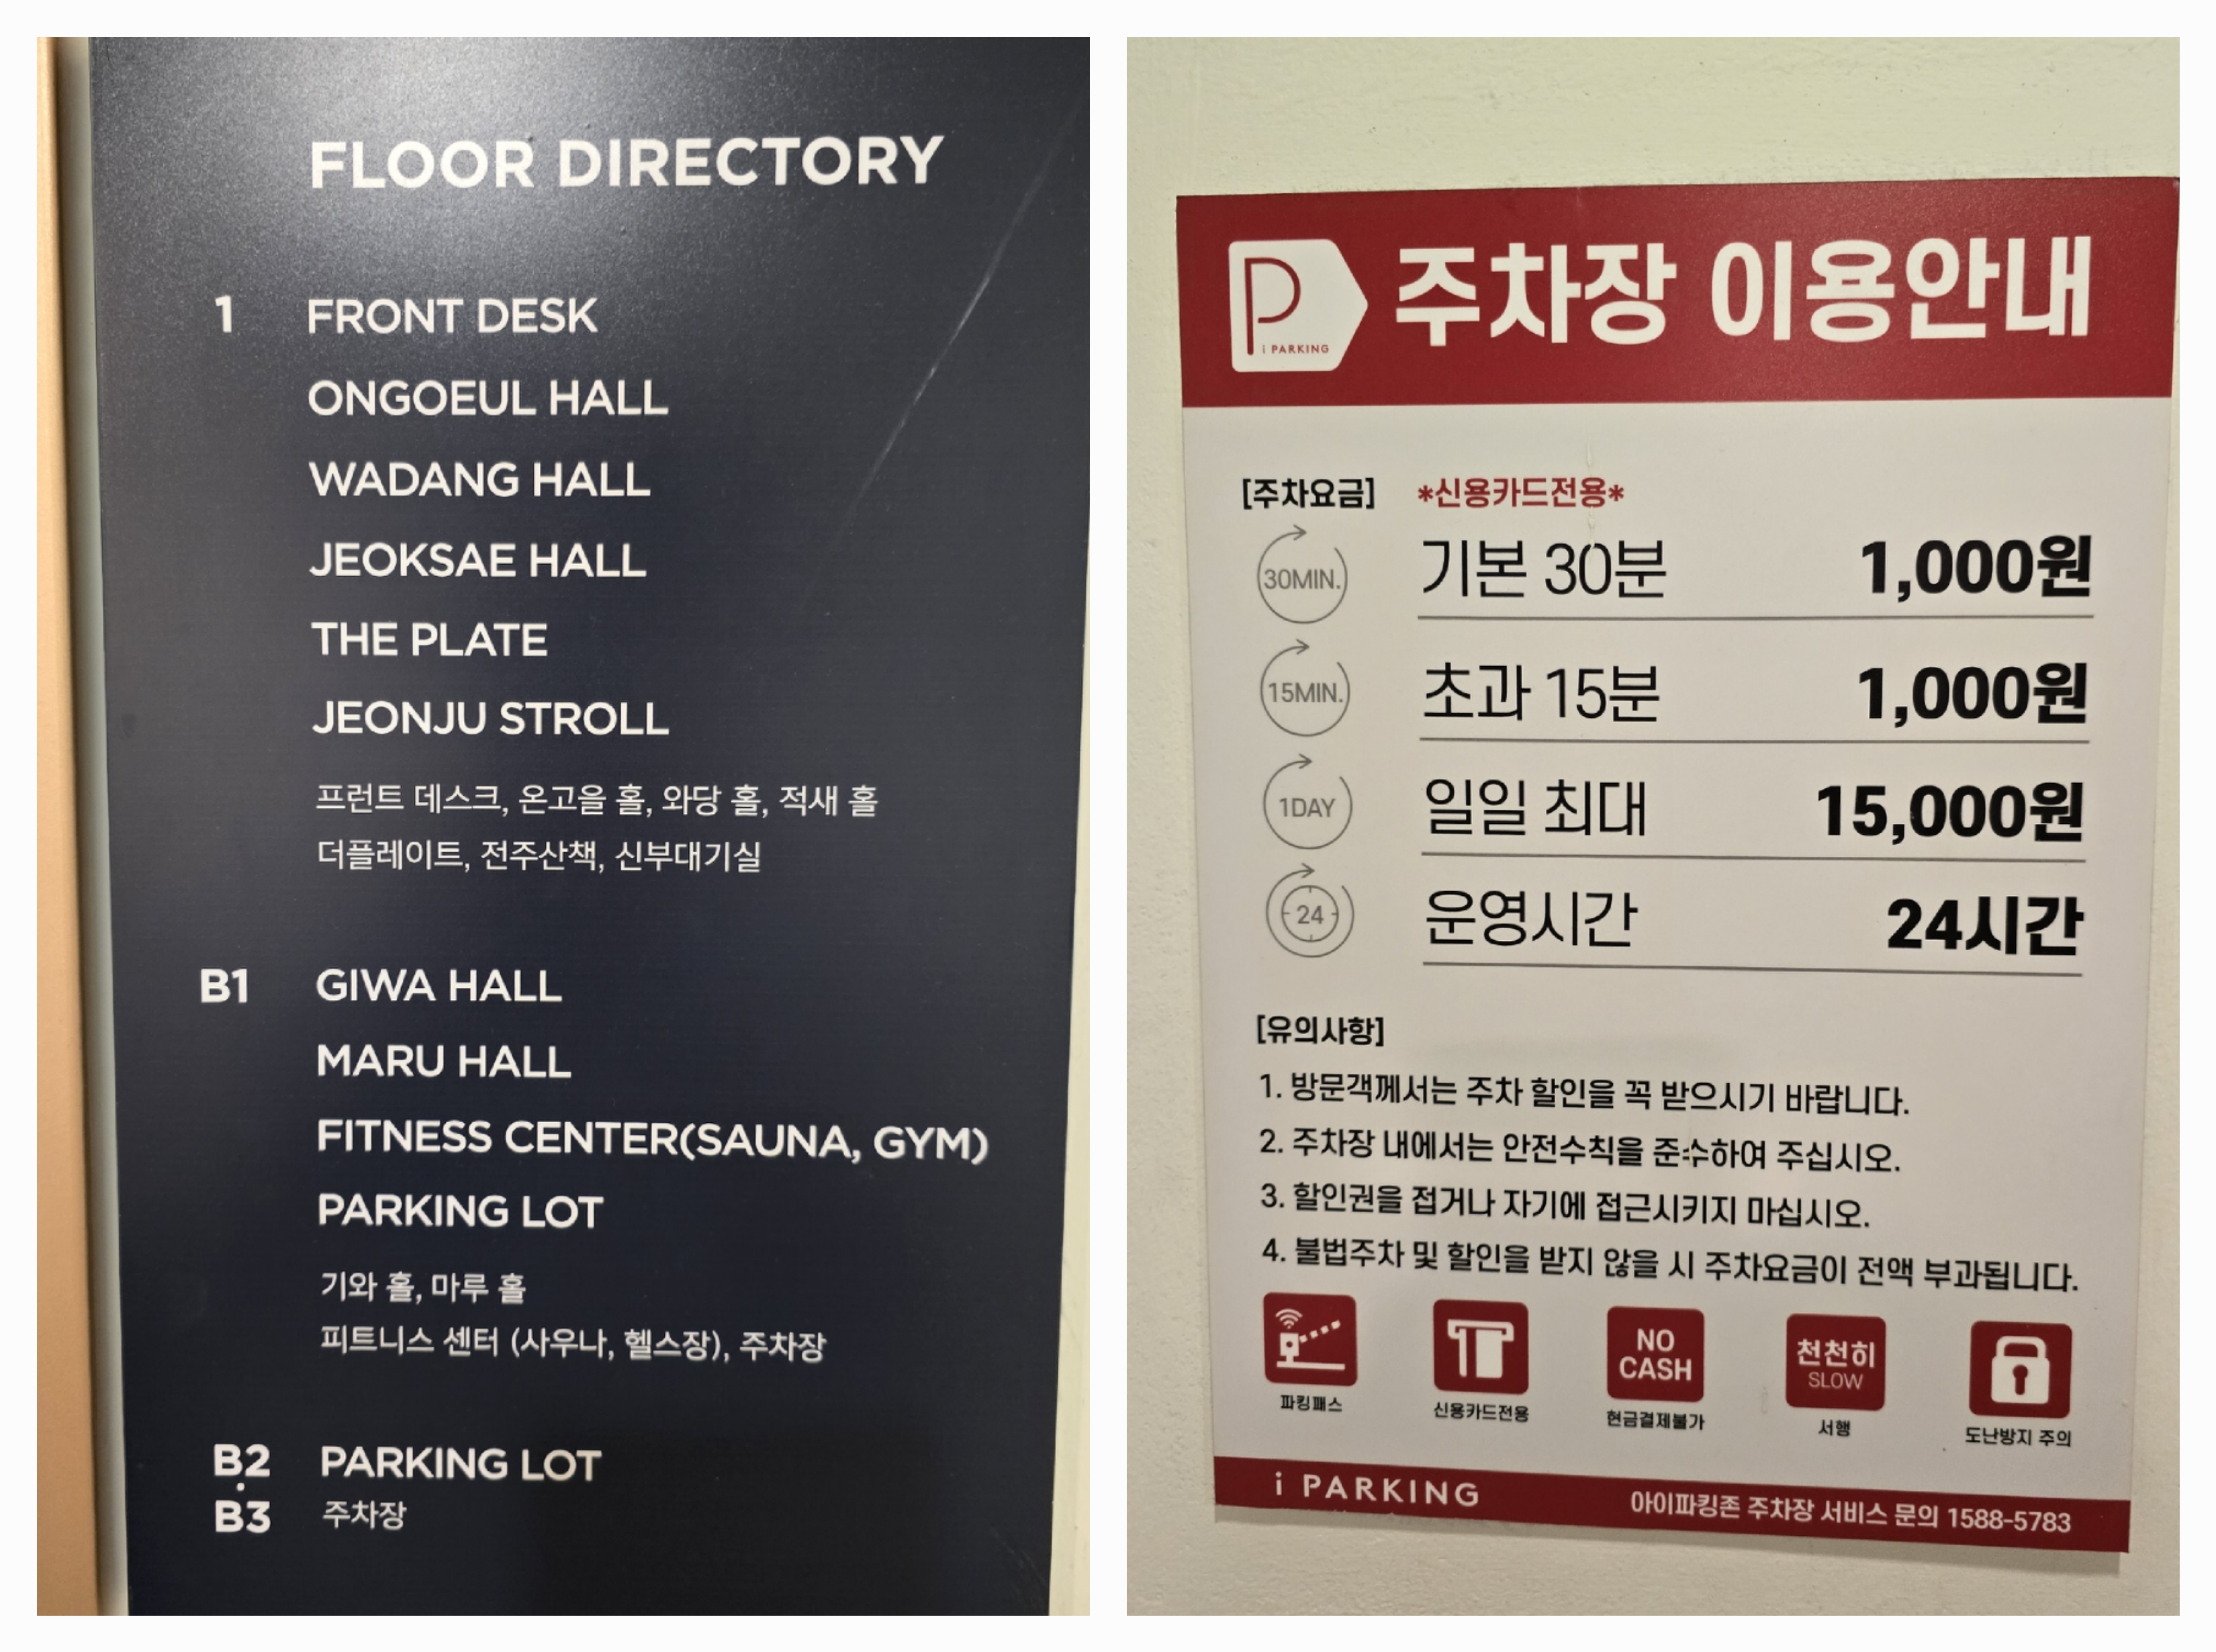 FLOOR DIRECTORY
1 FRONT DESK
ONGOEUL HALL
WADANG HALL
JEOKSAE HALL
THE PLATE
JEONJU STROLL
프런트 데스크, 온고을 홀, 와당 홀, 적새 홀
더플레이트, 전주산책, 신부대기실
B1 GIWA HALL
MARU HALL
FITNESS CENTER(SAUNA, GYM)
PARKING LOT
기와 홀, 마루 홀
피트니스 센터 (사우나, 헬스장), 주차장
B2 PARKING LOT
B3 주차장
P i PARKING 주차장 이용안내
[주차요금] *신용카드전용*
30MIN. 기본 30분 1,000원
15MIN. 초과 15분 1,000원
1DAY 일일 최대 15,000원
24 운영시간 24시간
[유의사항]
1. 방문객께서는 주차 할인을 꼭 받으시기 바랍니다.
2. 주차장 내에서는 안전수칙을 준수하여 주십시오.
3. 할인권을 접거나 자기에 접근시키지 마십시오.
4. 불법주차 및 할인을 받지 않을 시 주차요금이 전액 부과됩니다.
NO CASH 천천히 SLOW
파킹패스 신용카드전용 현금결제불가 서행 도난방지 주의
i PARKING 아이파킹존 주차장 서비스 문의 1588-5783